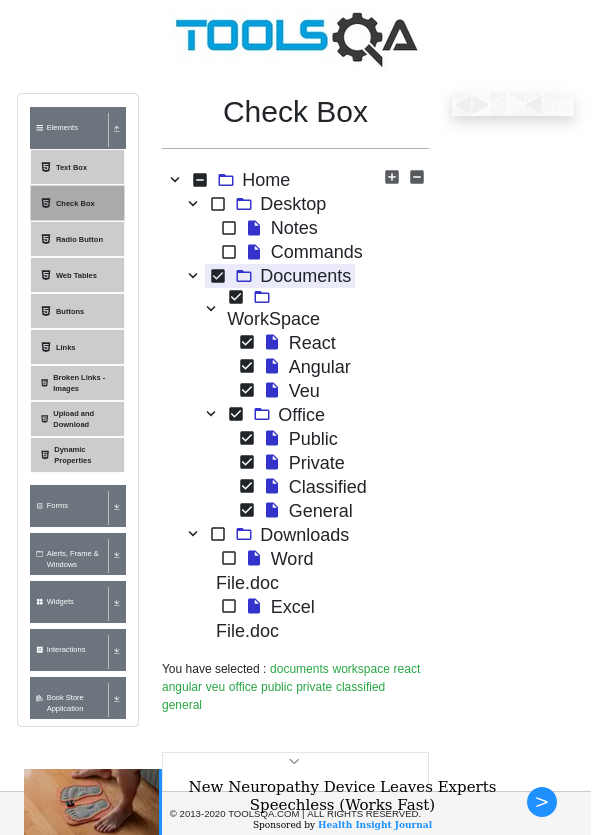 TOOLSQA
Elements
Text Box
Check Box
Radio Button
Web Tables
Buttons
Links
Broken Links -
Images
Upload and
Download
Dynamic
Properties
Forms
Alerts, Frame &
Windows
Widgets
Interactions
Book Store
Application
Check Box
Home
Desktop
Notes
Commands
Documents
WorkSpace
React
Angular
Veu
Office
Public
Private
Classified
General
Downloads
Word
File.doc
Excel
File.doc
You have selected : documents workspace react
angular veu office public private classified
general
New Neuropathy Device Leaves Experts
Speechless (Works Fast)
© 2013-2020 TOOLSQA.COM | ALL RIGHTS RESERVED.
Sponsored by Health Insight Journal